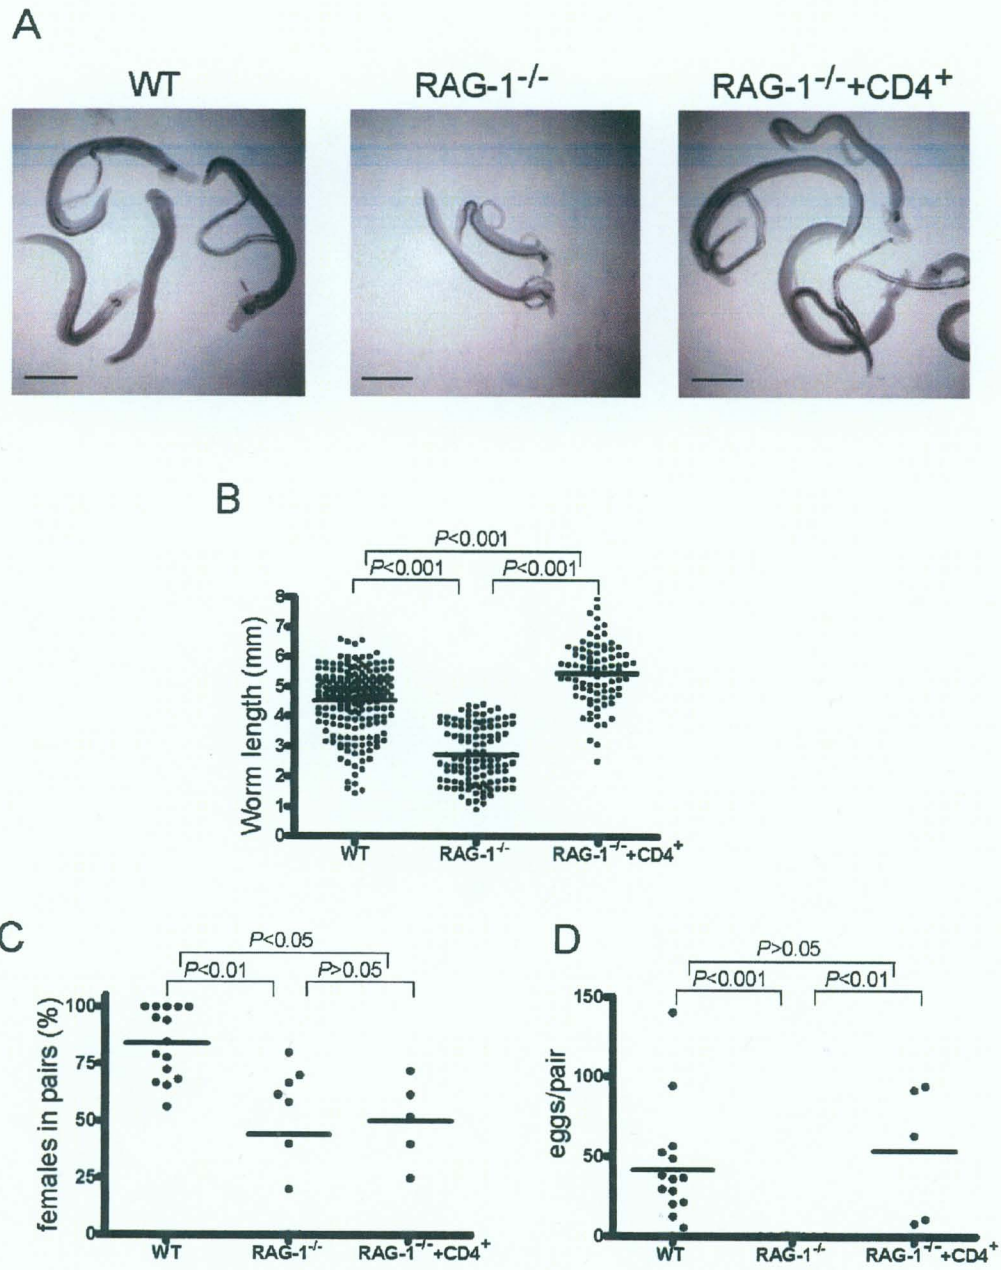 A
WT
RAG-1-/-
RAG-1-/-+CD4+
B
P<0.001
P<0.001
P<0.001
Worm length (mm)
8
7
6
5
4
3
2
1
0
WT
RAG-1-/-
RAG-1-/-+CD4+
C
P<0.05
P<0.01
P>0.05
females in pairs (%)
100
75
50
25
0
WT
RAG-1-/-
RAG-1-/-+CD4+
D
P>0.05
P<0.001
P<0.01
eggs/pair
150
100
50
0
WT
RAG-1-/-
RAG-1-/-+CD4+